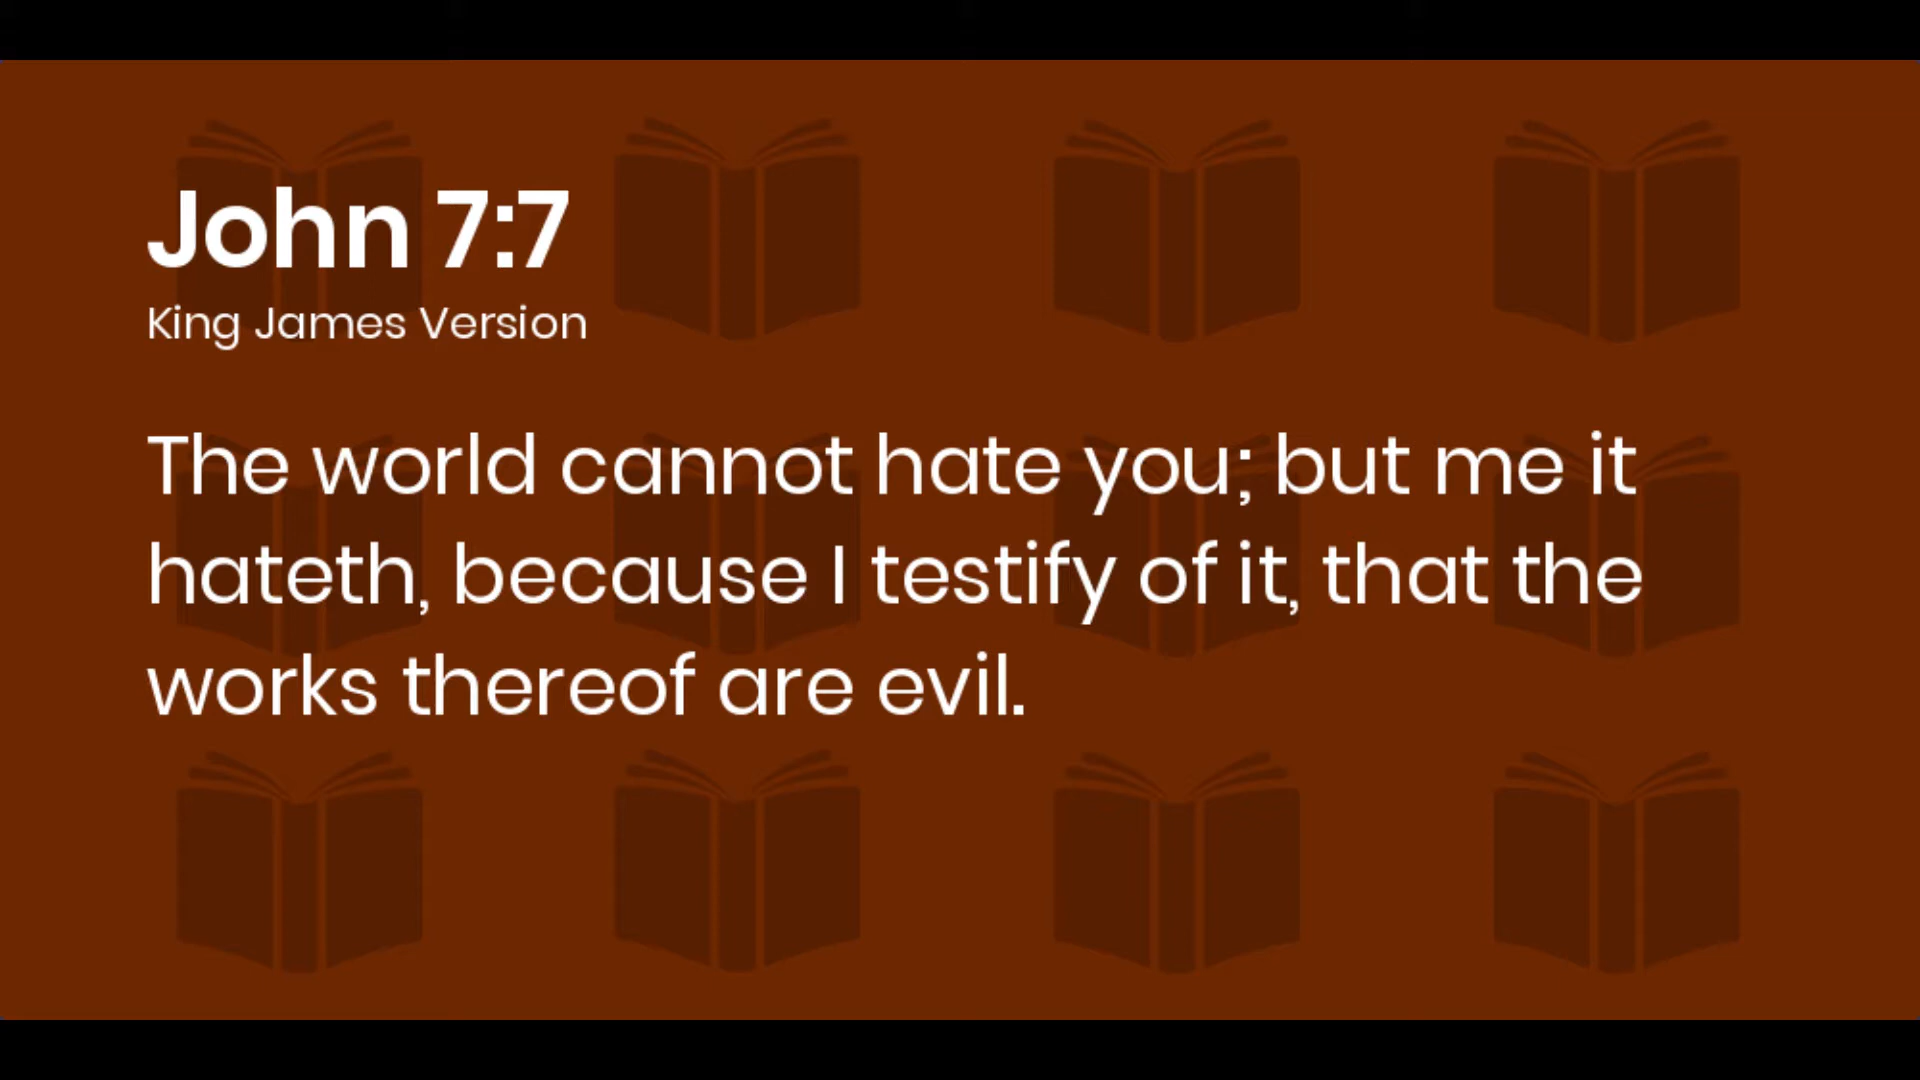 John 7:7
King James Version
The world cannot hate you; but me it
hateth, because I testify of it, that the
works thereof are evil.